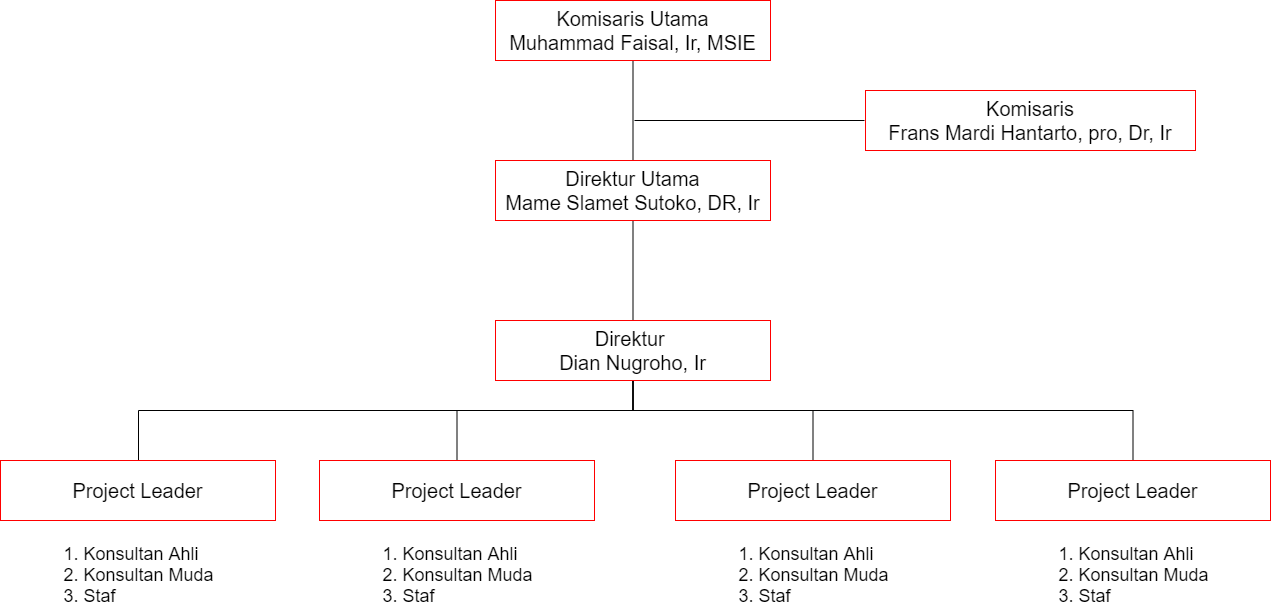 Komisaris Utama
Muhammad Faisal, Ir, MSIE
Komisaris
Frans Mardi Hantarto, pro, Dr, Ir
Direktur Utama
Mame Slamet Sutoko, DR, Ir
Direktur
Dian Nugroho, Ir
Project Leader
1. Konsultan Ahli
2. Konsultan Muda
3. Staf
Project Leader
1. Konsultan Ahli
2. Konsultan Muda
3. Staf
Project Leader
1. Konsultan Ahli
2. Konsultan Muda
3. Staf
Project Leader
1. Konsultan Ahli
2. Konsultan Muda
3. Staf